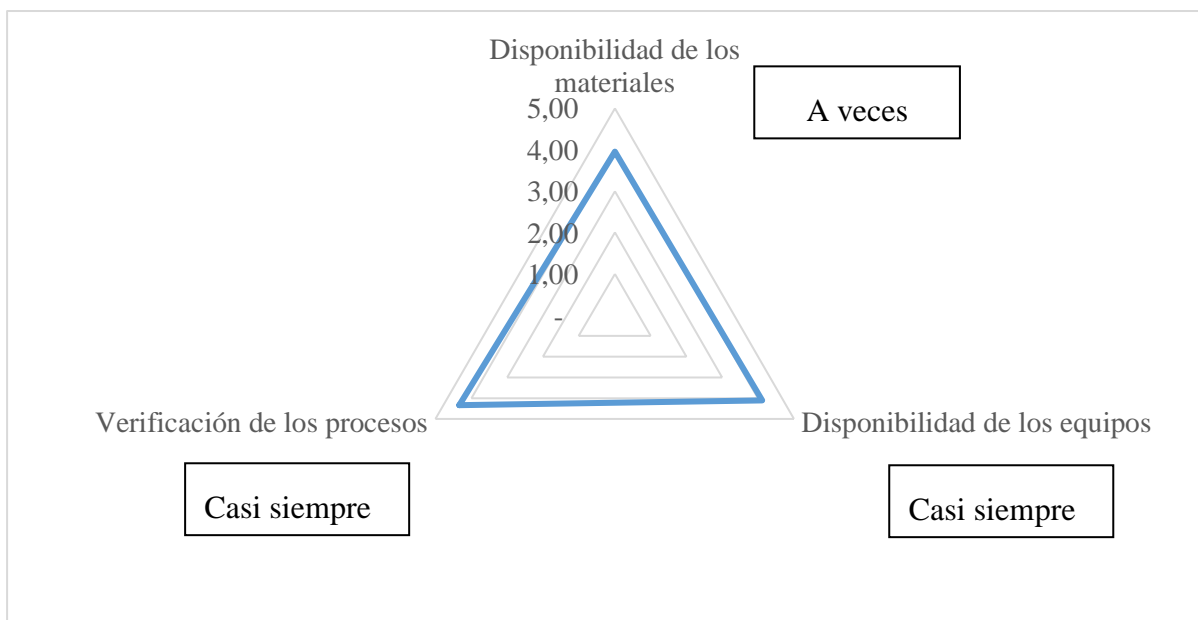 Disponibilidad de los
materiales
A veces
5,00
4,00
3,00
2,00
1,00
-
Verificación de los procesos
Disponibilidad de los equipos
Casi siempre
Casi siempre